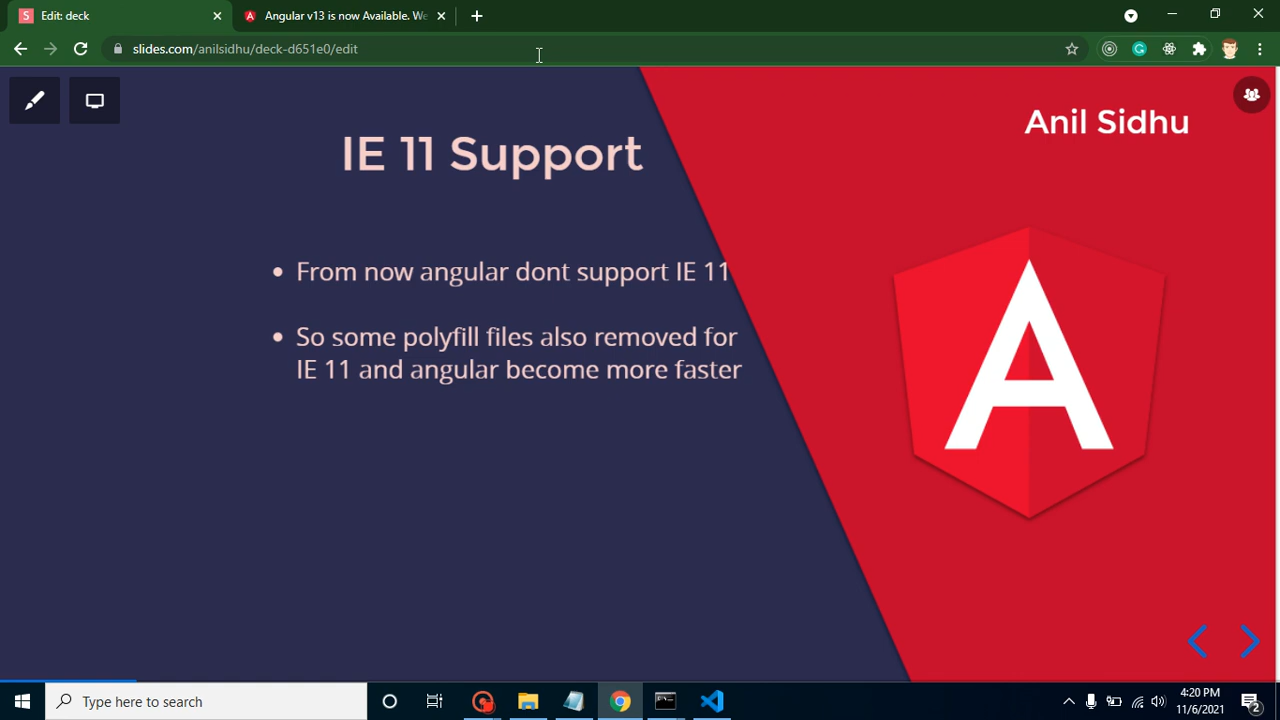 Edit: deck
Angular v13 is now Available. We
slides.com/anilsidhu/deck-d651e0/edit
Anil Sidhu
IE 11 Support
From now angular dont support IE 11
So some polyfill files also removed for
IE 11 and angular become more faster
Type here to search
4:20 PM
11/6/2021
2